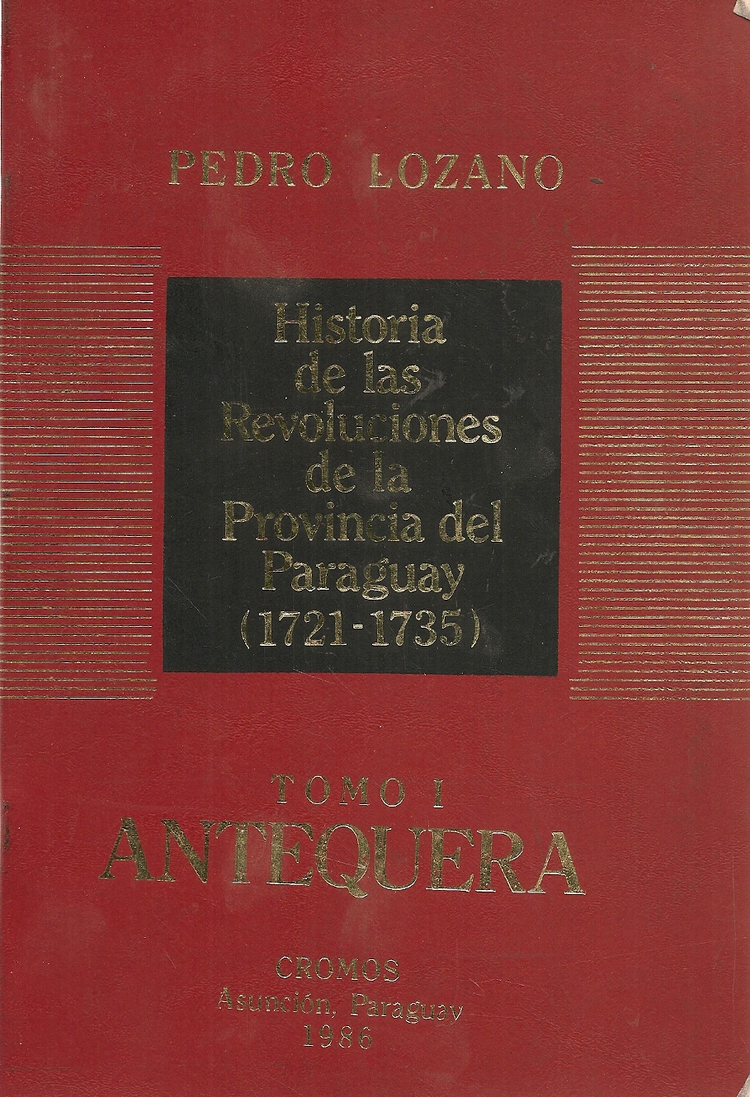 PEDRO LOZANO
Historia
de las
Revoluciones
de la
Provincia del
Paraguay
(1721-1735)
TOMO I
ANTEQUERA
CROMOS
Asunción, Paraguay
1986